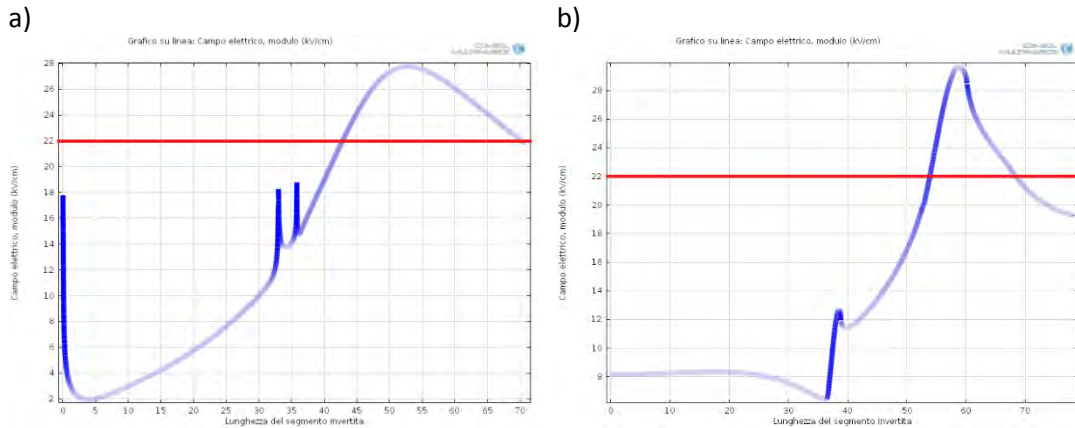 a)
Grafico su linea: Campo elettrico, modulo (kV/cm)
COMSOL
MULTIPHYSICS
28
26
24
22
20
18
16
14
12
10
8
6
4
2
Campo elettrico, modulo (kV/cm)
0 5 10 15 20 25 30 35 40 45 50 55 60 65 70
Lunghezza del segmento invertita
b)
Grafico su linea: Campo elettrico, modulo (kV/cm)
COMSOL
MULTIPHYSICS
28
26
24
22
20
18
16
14
12
10
8
Campo elettrico, modulo (kV/cm)
0 10 20 30 40 50 60 70
Lunghezza del segmento invertita